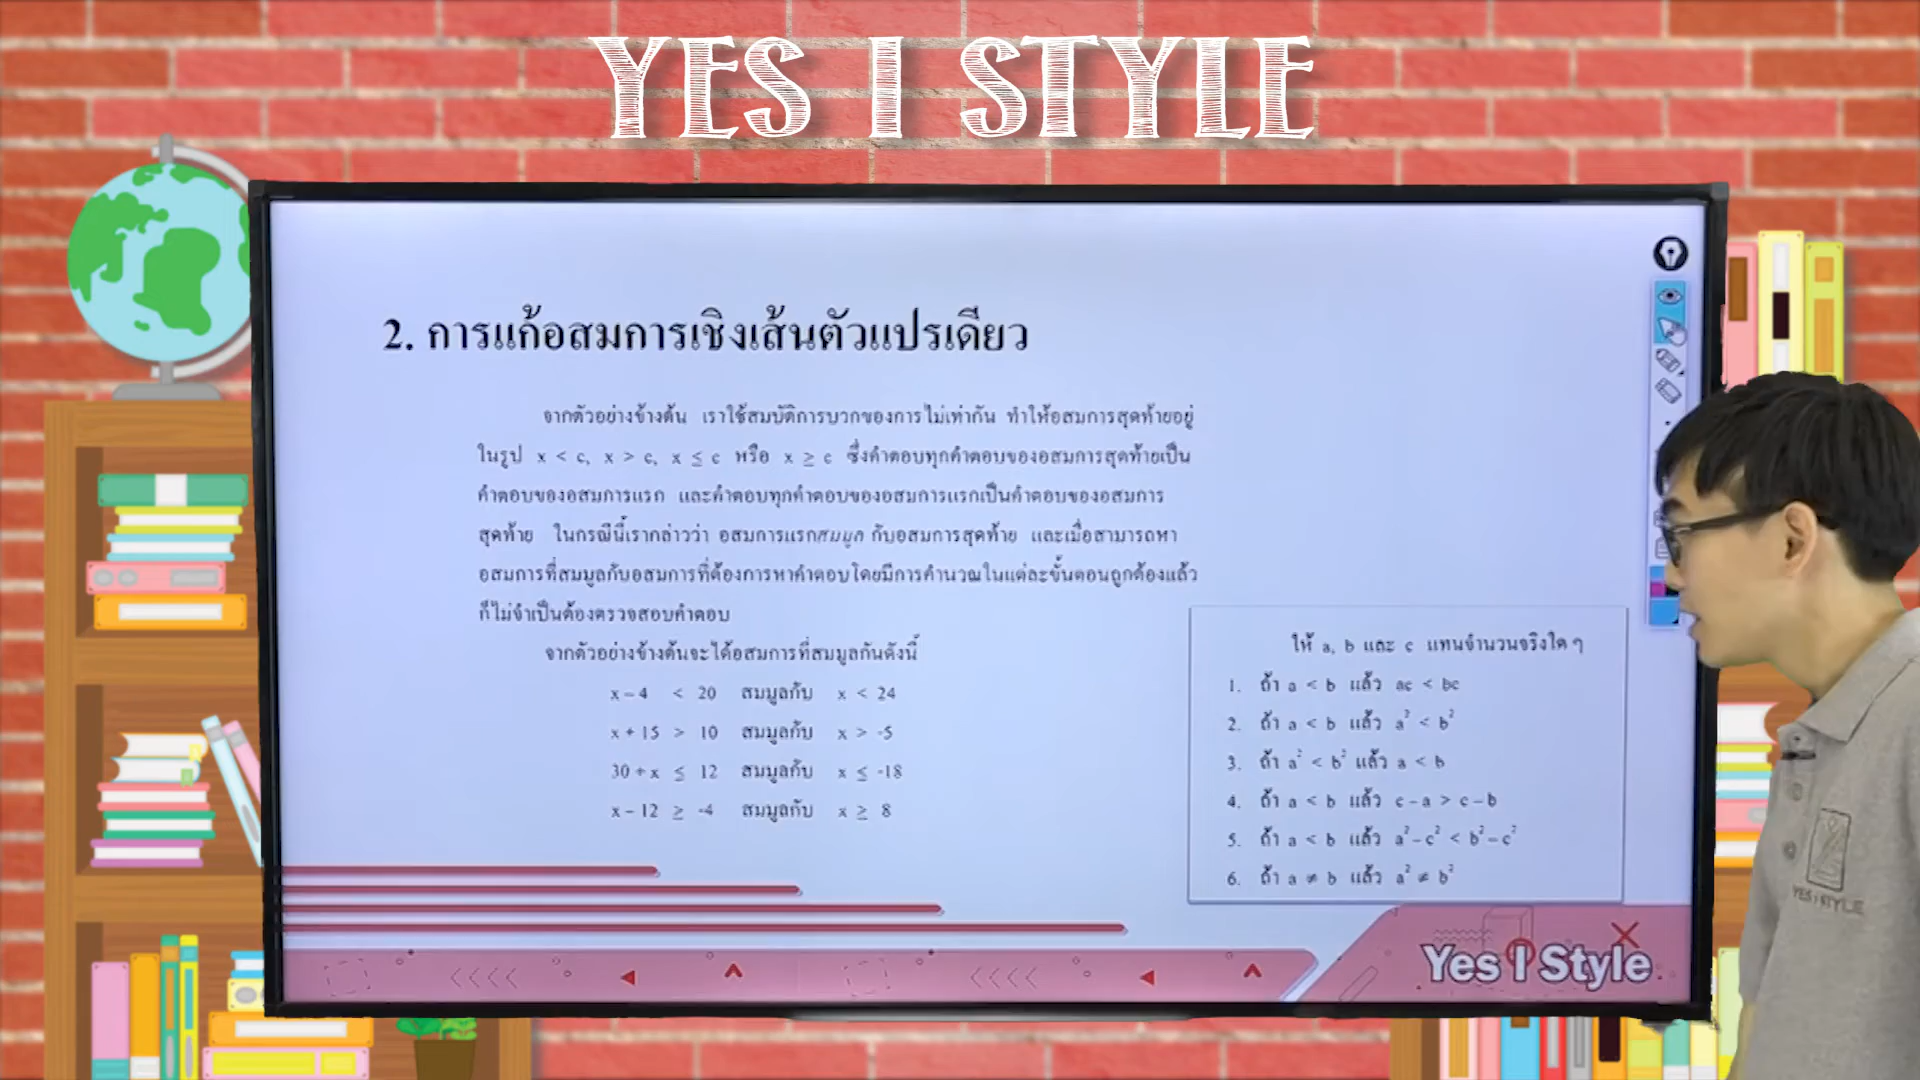 YES I STYLE
2. การแก้อสมการเชิงเส้นตัวแปรเดียว
จากตัวอย่างข้างต้น เราใช้สมบัติการบวกของการไม่เท่ากัน ทำให้อสมการสุดท้ายอยู่
ในรูป x < c, x > c, x ≤ c หรือ x ≥ c ซึ่งคำตอบทุกคำตอบของอสมการสุดท้ายเป็น
คำตอบของอสมการแรก และคำตอบทุกคำตอบของอสมการแรกเป็นคำตอบของอสมการ
สุดท้าย ในกรณีนี้เรากล่าวว่า อสมการแรกสมมูล กับอสมการสุดท้าย และเมื่อสามารถหา
อสมการที่สมมูลกับอสมการที่ต้องการหาคำตอบโดยมีการคำนวณในแต่ละขั้นตอนถูกต้องแล้ว
ก็ไม่จำเป็นต้องตรวจสอบคำตอบ
จากตัวอย่างข้างต้นจะได้อสมการที่สมมูลกันดังนี้
x – 4 < 20 สมมูลกับ x < 24
x + 15 > 10 สมมูลกับ x > -5
30 + x ≤ 12 สมมูลกับ x ≤ -18
x – 12 ≥ -4 สมมูลกับ x ≥ 8
ให้ a, b และ c แทนจำนวนจริงใด ๆ
1. ถ้า a < b แล้ว ac < bc
2. ถ้า a < b แล้ว a² < b²
3. ถ้า a² < b² แล้ว a < b
4. ถ้า a < b แล้ว c – a > c – b
5. ถ้า a < b แล้ว a² – c² < b² – c²
6. ถ้า a ≠ b แล้ว a² ≠ b²
Yes I Style
YES I STYLE